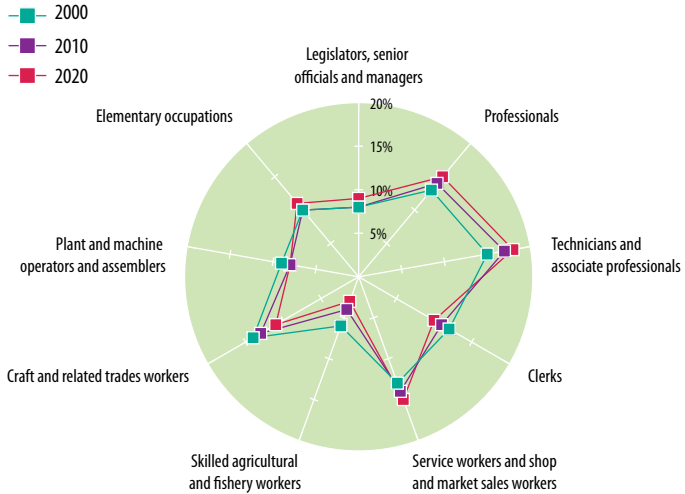 2000
2010
2020
Legislators, senior
officials and managers
Elementary occupations
Professionals
20%
15%
10%
5%
Plant and machine
operators and assemblers
Technicians and
associate professionals
Craft and related trades workers
Clerks
Skilled agricultural
and fishery workers
Service workers and shop
and market sales workers